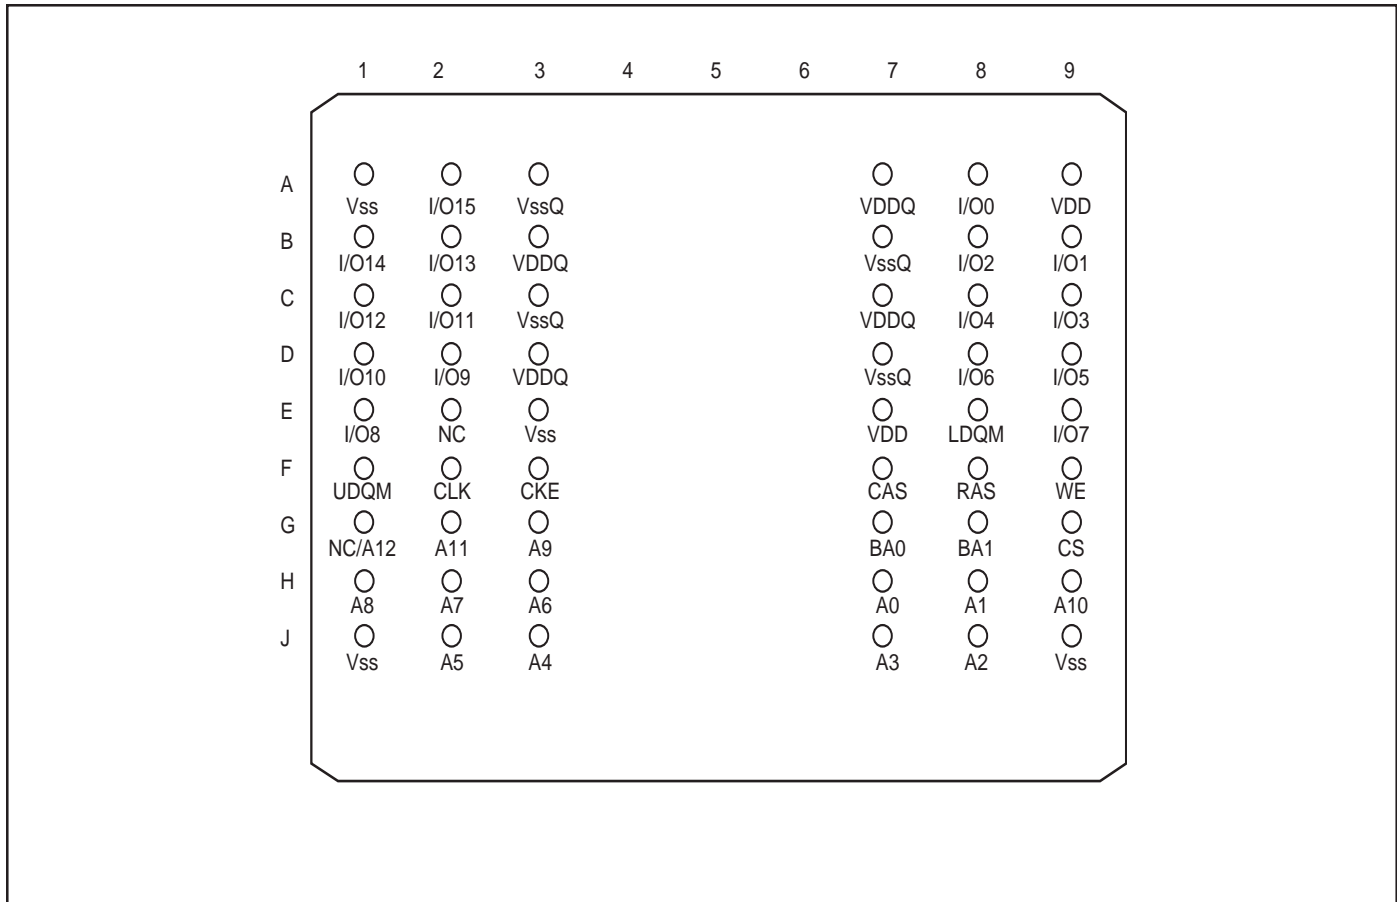 1 2 3 4 5 6 7 8 9
A
Vss I/O15 VssQ VDDQ I/O0 VDD
B
I/O14 I/O13 VDDQ VssQ I/O2 I/O1
C
I/O12 I/O11 VssQ VDDQ I/O4 I/O3
D
I/O10 I/O9 VDDQ VssQ I/O6 I/O5
E
I/O8 NC Vss VDD LDQM I/O7
F
UDQM CLK CKE CAS RAS WE
G
NC/A12 A11 A9 BA0 BA1 CS
H
A8 A7 A6 A0 A1 A10
J
Vss A5 A4 A3 A2 Vss